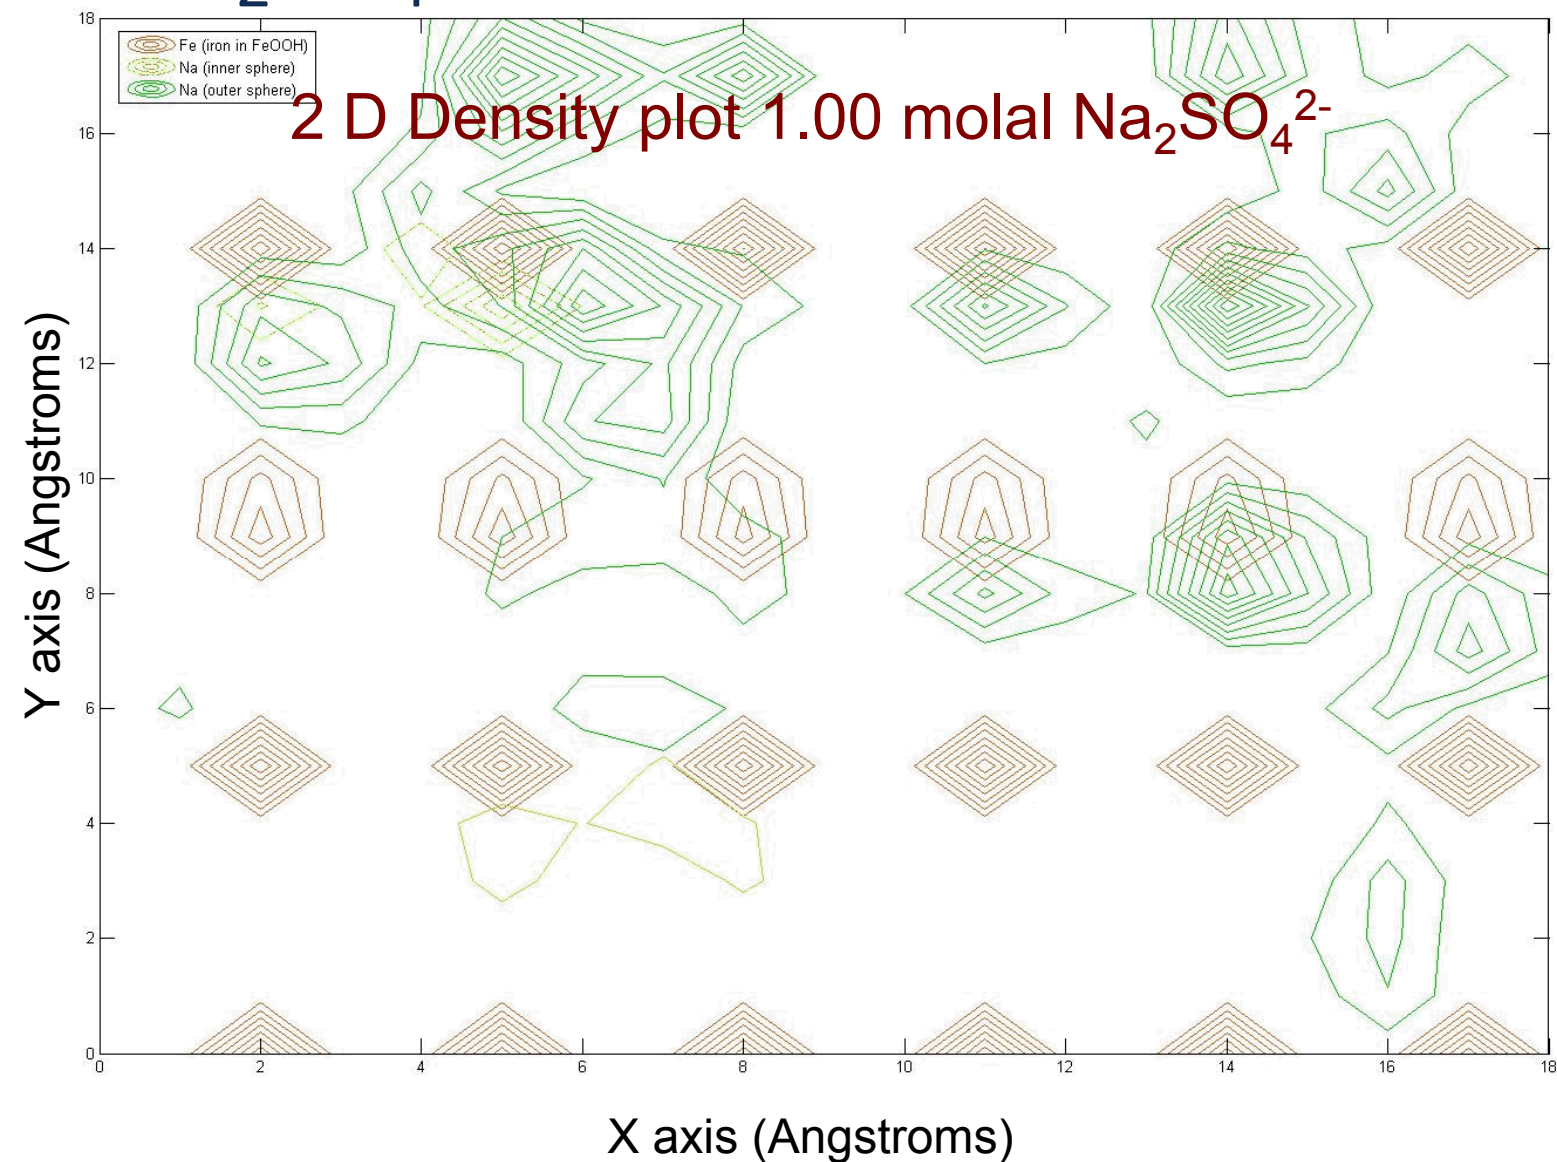 Fe (iron in FeOOH)
Na (inner sphere)
Na (outer sphere)
2 D Density plot 1.00 molal Na₂SO₄²⁻
Y axis (Angstroms)
18
16
14
12
10
8
6
4
2
0
0 2 4 6 8 10 12 14 16 18
X axis (Angstroms)